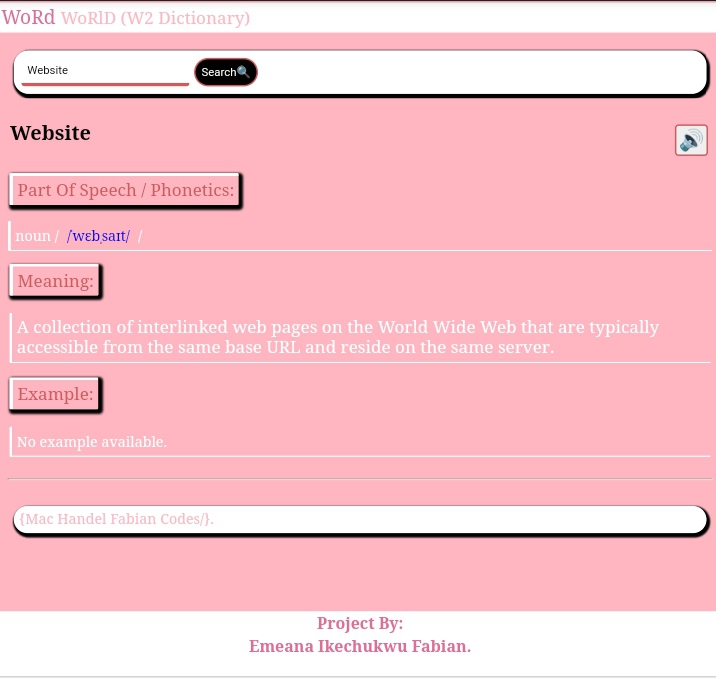 WoRd WoRlD (W2 Dictionary)
Website
Search🔍
Website
Part Of Speech / Phonetics:
noun / /ˈwɛbˌsaɪt/ /
Meaning:
A collection of interlinked web pages on the World Wide Web that are typically
accessible from the same base URL and reside on the same server.
Example:
No example available.
{Mac Handel Fabian Codes/}.
Project By:
Emeana Ikechukwu Fabian.